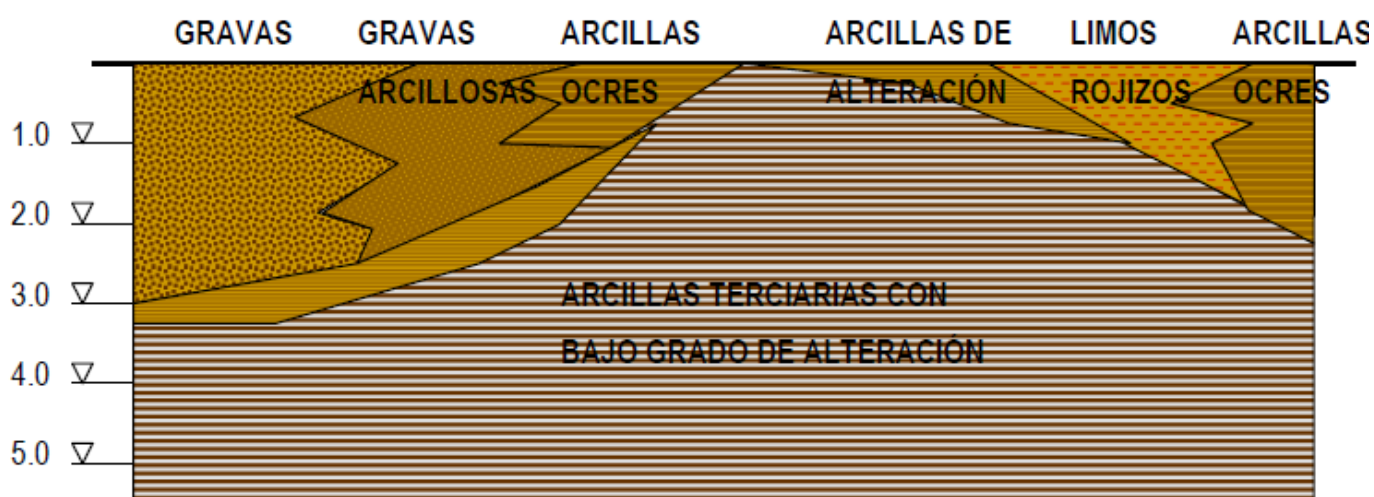 GRAVAS GRAVAS ARCILLAS ARCILLAS DE LIMOS ARCILLAS
ARCILLOSAS OCRES ALTERACIÓN ROJIZOS OCRES
1.0
2.0
3.0
ARCILLAS TERCIARIAS CON
BAJO GRADO DE ALTERACIÓN
4.0
5.0